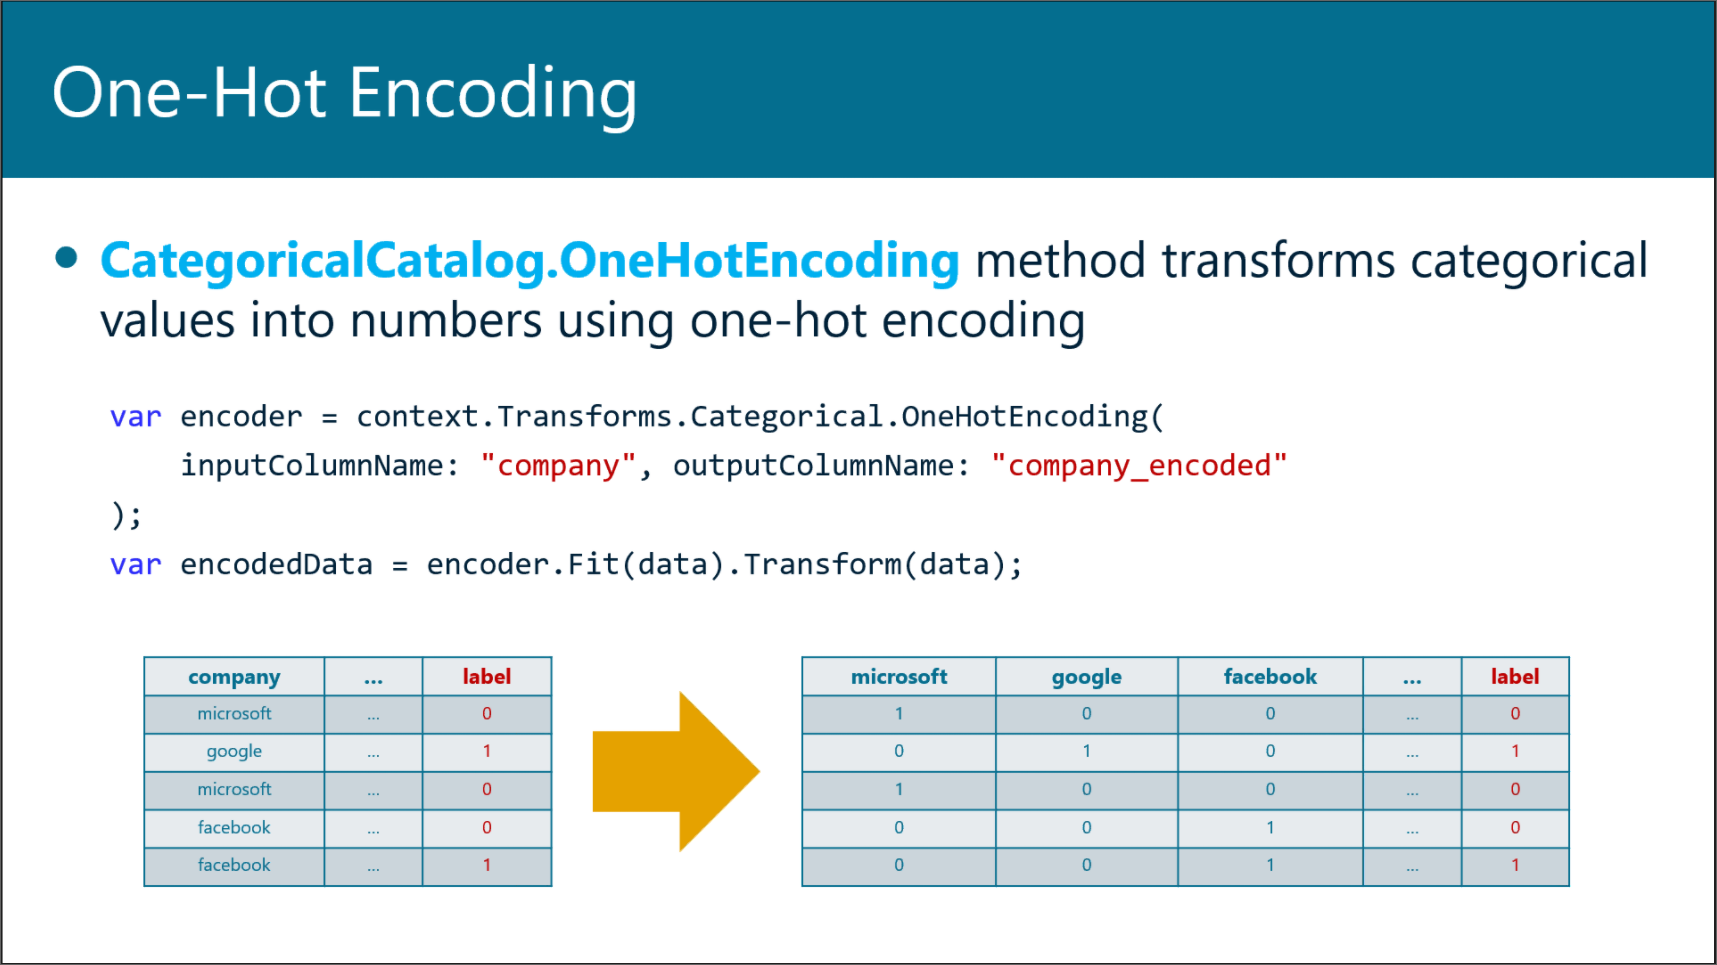 One-Hot Encoding
• CategoricalCatalog.OneHotEncoding method transforms categorical
values into numbers using one-hot encoding
var encoder = context.Transforms.Categorical.OneHotEncoding(
inputColumnName: "company", outputColumnName: "company_encoded"
);
var encodedData = encoder.Fit(data).Transform(data);
company ... label
microsoft ... 0
google ... 1
microsoft ... 0
facebook ... 0
facebook ... 1
microsoft google facebook ... label
1 0 0 ... 0
0 1 0 ... 1
1 0 0 ... 0
0 0 1 ... 0
0 0 1 ... 1